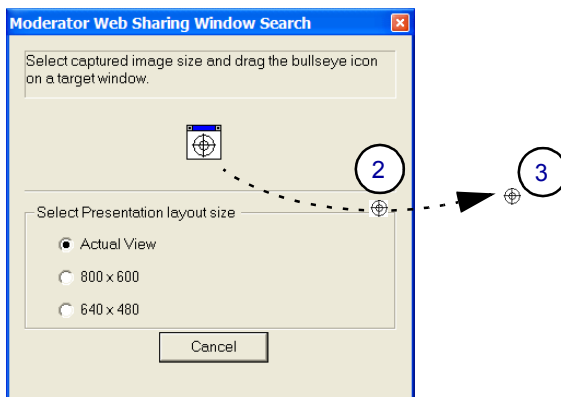 Moderator Web Sharing Window Search
Select captured image size and drag the bullseye icon
on a target window.
2
3
Select Presentation layout size
Actual View
800 x 600
640 x 480
Cancel